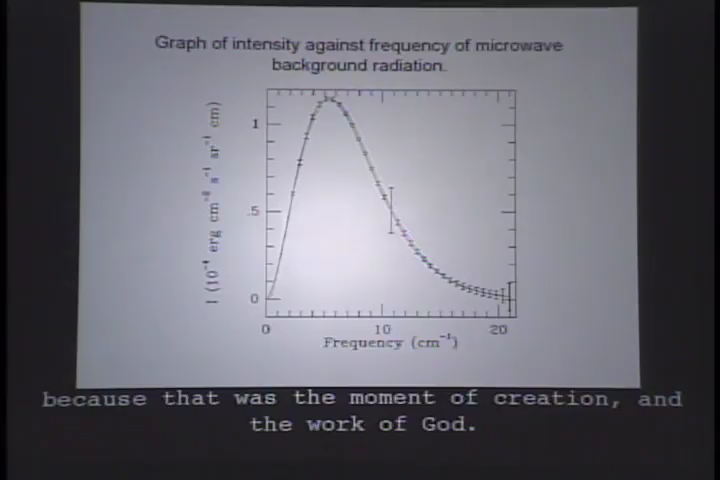 Graph of intensity against frequency of microwave
background radiation.
I (10⁻⁴ erg cm⁻² s⁻¹ sr⁻¹ cm)
1
.5
0
0 10 20
Frequency (cm⁻¹)
because that was the moment of creation, and
the work of God.